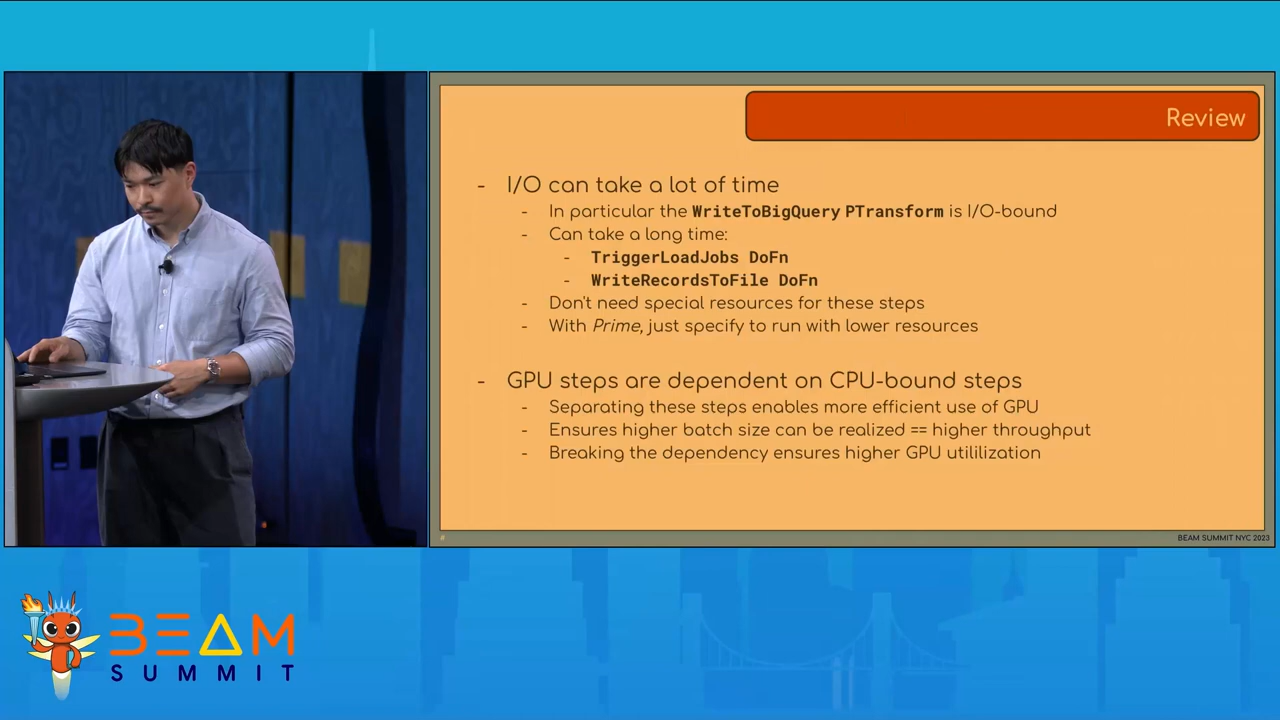 Review
- I/O can take a lot of time
- In particular the WriteToBigQuery PTransform is I/O-bound
- Can take a long time:
- TriggerLoadJobs DoFn
- WriteRecordsToFile DoFn
- Don't need special resources for these steps
- With Prime, just specify to run with lower resources
- GPU steps are dependent on CPU-bound steps
- Separating these steps enables more efficient use of GPU
- Ensures higher batch size can be realized == higher throughput
- Breaking the dependency ensures higher GPU utililization
#
BEAM SUMMIT NYC 2023
BEAM
SUMMIT